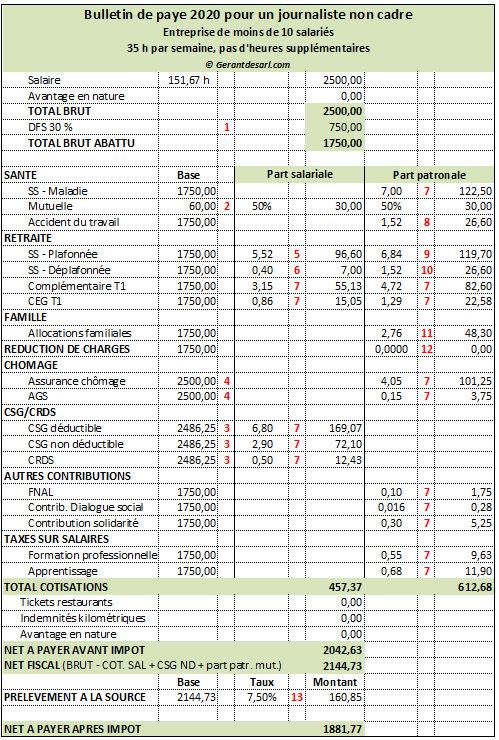 Bulletin de paye 2020 pour un journaliste non cadre
Entreprise de moins de 10 salariés
35 h par semaine, pas d'heures supplémentaires
© Gerantdesarl.com
Salaire 151,67 h 2500,00
Avantage en nature 0,00
TOTAL BRUT 2500,00
DFS 30 % 1 750,00
TOTAL BRUT ABATTU 1750,00
SANTE Base Part salariale Part patronale
SS - Maladie 1750,00 7,00 7 122,50
Mutuelle 60,00 2 50% 30,00 50% 30,00
Accident du travail 1750,00 1,52 8 26,60
RETRAITE
SS - Plafonnée 1750,00 5,52 5 96,60 6,84 9 119,70
SS - Déplafonnée 1750,00 0,40 6 7,00 1,52 10 26,60
Complémentaire T1 1750,00 3,15 7 55,13 4,72 7 82,60
CEG T1 1750,00 0,86 7 15,05 1,29 7 22,58
FAMILLE
Allocations familiales 1750,00 2,76 11 48,30
REDUCTION DE CHARGES 1750,00 0,0000 12 0,00
CHOMAGE
Assurance chômage 2500,00 4 4,05 7 101,25
AGS 2500,00 4 0,15 7 3,75
CSG/CRDS
CSG déductible 2486,25 3 6,80 7 169,07
CSG non déductible 2486,25 3 2,90 7 72,10
CRDS 2486,25 3 0,50 7 12,43
AUTRES CONTRIBUTIONS
FNAL 1750,00 0,10 7 1,75
Contrib. Dialogue social 1750,00 0,016 7 0,28
Contribution solidarité 1750,00 0,30 7 5,25
TAXES SUR SALAIRES
Formation professionnelle 1750,00 0,55 7 9,63
Apprentissage 1750,00 0,68 7 11,90
TOTAL COTISATIONS 457,37 612,68
Tickets restaurants 0,00
Indemnités kilométriques 0,00
Avantage en nature 0,00
NET A PAYER AVANT IMPOT 2042,63
NET FISCAL (BRUT - COT. SAL + CSG ND + part patr. mut.) 2144,73
Base Taux Montant
PRELEVEMENT A LA SOURCE 2144,73 7,50% 13 160,85
NET A PAYER APRES IMPOT 1881,77